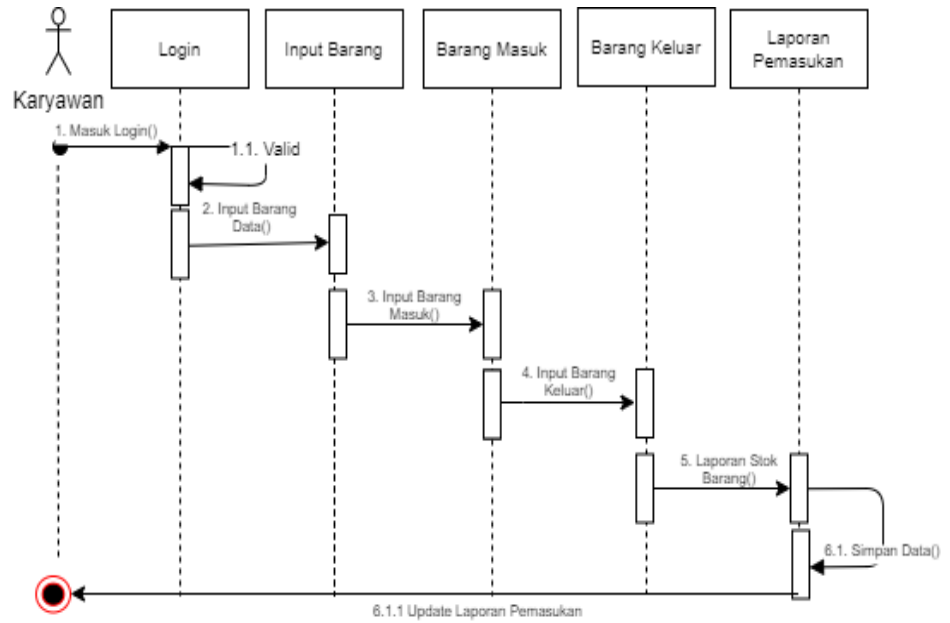 Login
Input Barang
Barang Masuk
Barang Keluar
Laporan
Pemasukan
Karyawan
1. Masuk Login()
1.1. Valid
2. Input Barang
Data()
3. Input Barang
Masuk()
4. Input Barang
Keluar()
5. Laporan Stok
Barang()
6.1. Simpan Data()
6.1.1 Update Laporan Pemasukan